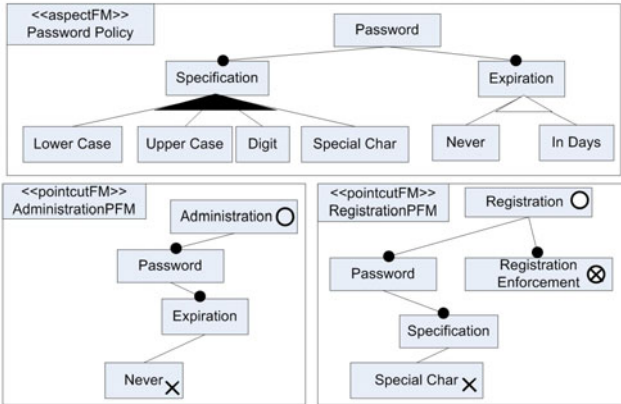 <<aspectFM>>
Password Policy
Password
Specification
Expiration
Lower Case
Upper Case
Digit
Special Char
Never
In Days
<<pointcutFM>>
AdministrationPFM
Administration
Password
Expiration
Never
<<pointcutFM>>
RegistrationPFM
Registration
Password
Registration
Enforcement
Specification
Special Char